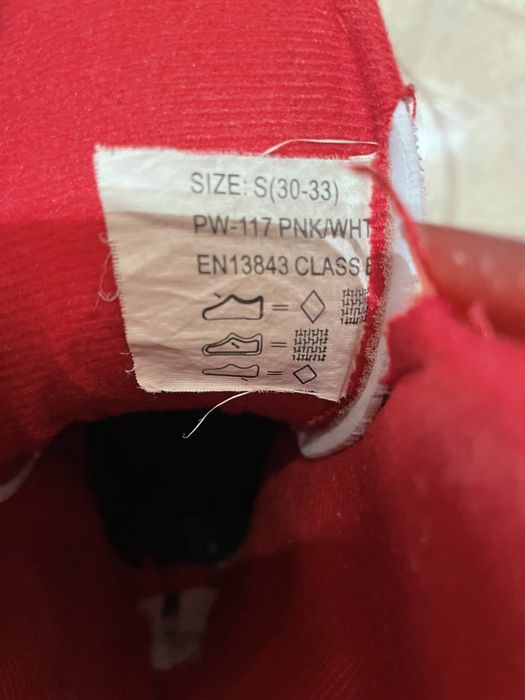 SIZE: S(30-33)
PW-117 PNK/WHT
EN13843 CLASS
=
=
=